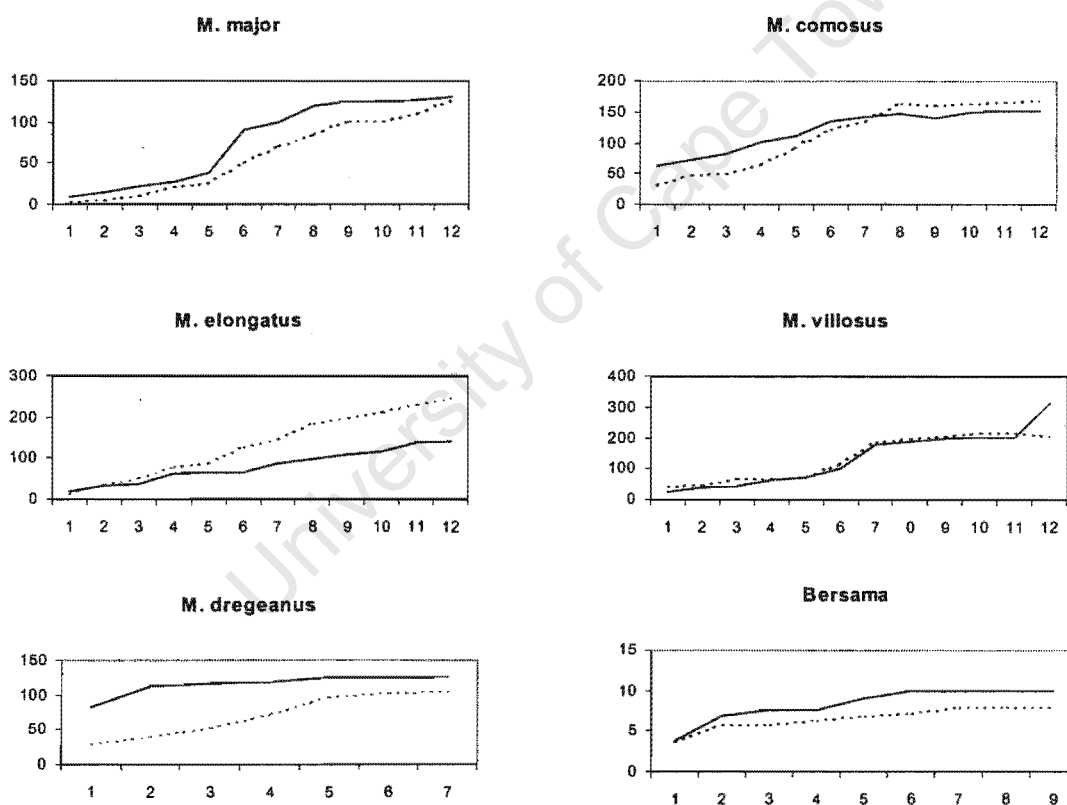 M. major
150
100
50
0
1 2 3 4 5 6 7 8 9 10 11 12
M. comosus
200
150
100
50
0
1 2 3 4 5 6 7 8 9 10 11 12
M. elongatus
300
200
100
0
1 2 3 4 5 6 7 8 9 10 11 12
M. villosus
400
300
200
100
0
1 2 3 4 5 6 7 0 9 10 11 12
M. dregeanus
150
100
50
0
1 2 3 4 5 6 7
Bersama
15
10
5
0
1 2 3 4 5 6 7 8 9
University of Cape Tow